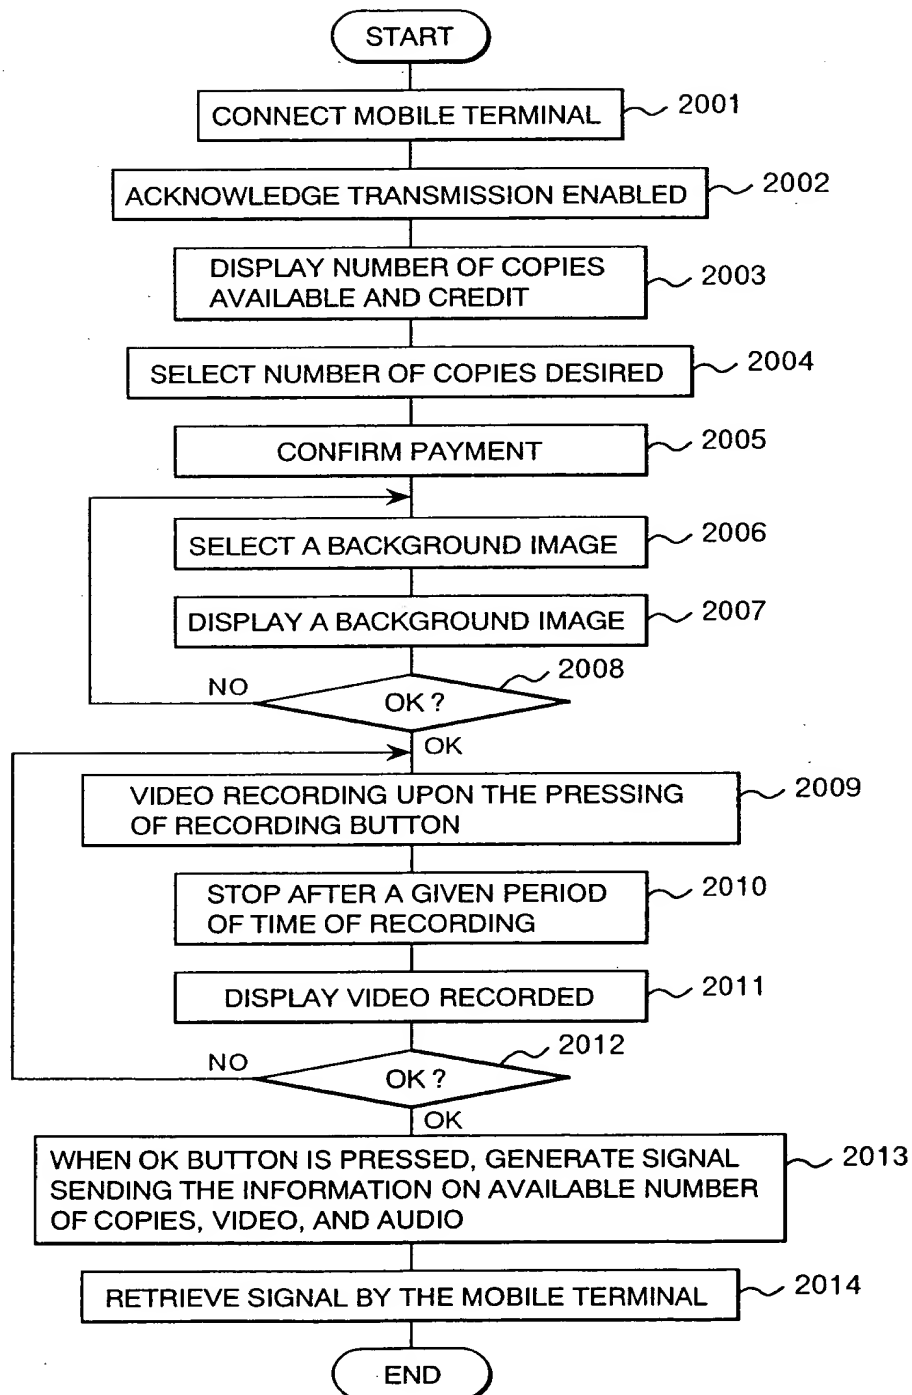 START
CONNECT MOBILE TERMINAL
2001
ACKNOWLEDGE TRANSMISSION ENABLED
2002
DISPLAY NUMBER OF COPIES
AVAILABLE AND CREDIT
2003
SELECT NUMBER OF COPIES DESIRED
2004
CONFIRM PAYMENT
2005
SELECT A BACKGROUND IMAGE
2006
DISPLAY A BACKGROUND IMAGE
2007
NO
OK ?
2008
OK
VIDEO RECORDING UPON THE PRESSING
OF RECORDING BUTTON
2009
STOP AFTER A GIVEN PERIOD
OF TIME OF RECORDING
2010
DISPLAY VIDEO RECORDED
2011
NO
OK ?
2012
OK
WHEN OK BUTTON IS PRESSED, GENERATE SIGNAL
SENDING THE INFORMATION ON AVAILABLE NUMBER
OF COPIES, VIDEO, AND AUDIO
2013
RETRIEVE SIGNAL BY THE MOBILE TERMINAL
2014
END